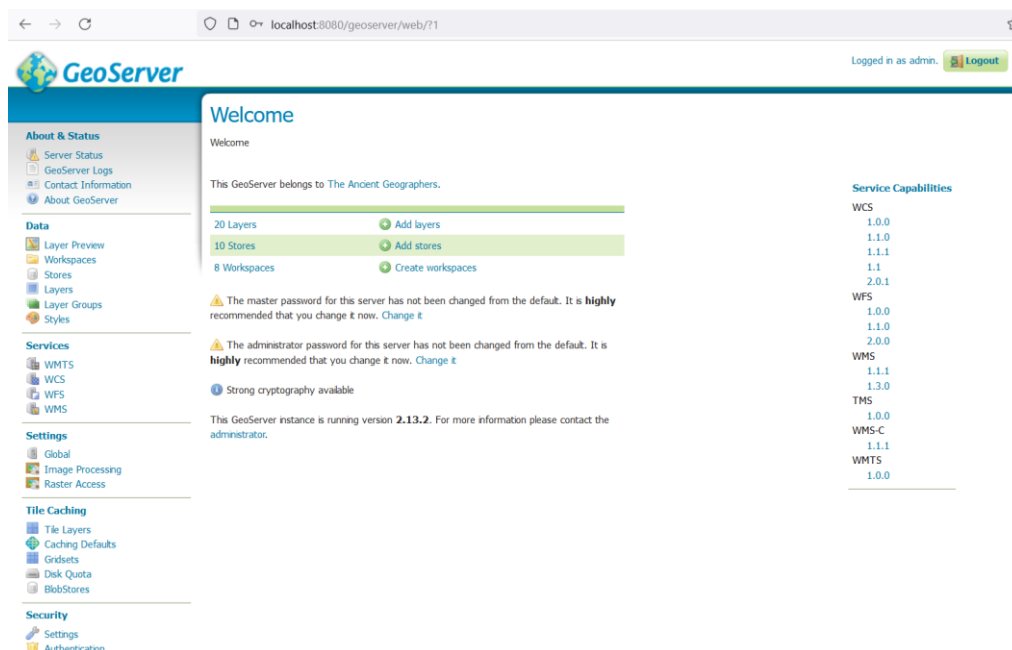 localhost:8080/geoserver/web/?1
GeoServer
Logged in as admin. Logout
About & Status
Server Status
GeoServer Logs
Contact Information
About GeoServer
Data
Layer Preview
Workspaces
Stores
Layers
Layer Groups
Styles
Services
WMTS
WCS
WFS
WMS
Settings
Global
Image Processing
Raster Access
Tile Caching
Tile Layers
Caching Defaults
Gridsets
Disk Quota
BlobStores
Security
Settings
Authentication
Welcome
Welcome
This GeoServer belongs to The Ancient Geographers.
20 Layers Add layers
10 Stores Add stores
8 Workspaces Create workspaces
The master password for this server has not been changed from the default. It is highly
recommended that you change it now. Change it
The administrator password for this server has not been changed from the default. It is
highly recommended that you change it now. Change it
Strong cryptography available
This GeoServer instance is running version 2.13.2. For more information please contact the
administrator.
Service Capabilities
WCS
1.0.0
1.1.0
1.1.1
1.1
2.0.1
WFS
1.0.0
1.1.0
2.0.0
WMS
1.1.1
1.3.0
TMS
1.0.0
WMS-C
1.1.1
WMTS
1.0.0